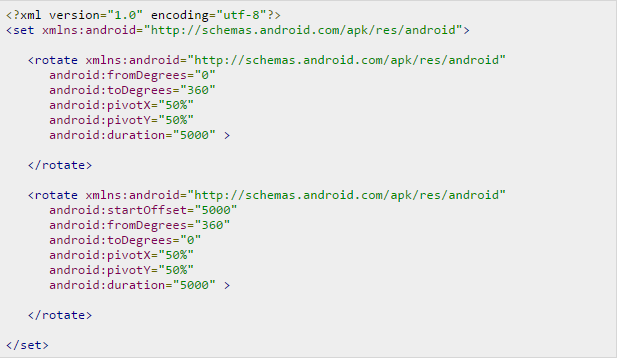 <?xml version="1.0" encoding="utf-8"?>
<set xmlns:android="http://schemas.android.com/apk/res/android">
<rotate xmlns:android="http://schemas.android.com/apk/res/android"
android:fromDegrees="0"
android:toDegrees="360"
android:pivotX="50%"
android:pivotY="50%"
android:duration="5000" >
</rotate>
<rotate xmlns:android="http://schemas.android.com/apk/res/android"
android:startOffset="5000"
android:fromDegrees="360"
android:toDegrees="0"
android:pivotX="50%"
android:pivotY="50%"
android:duration="5000" >
</rotate>
</set>